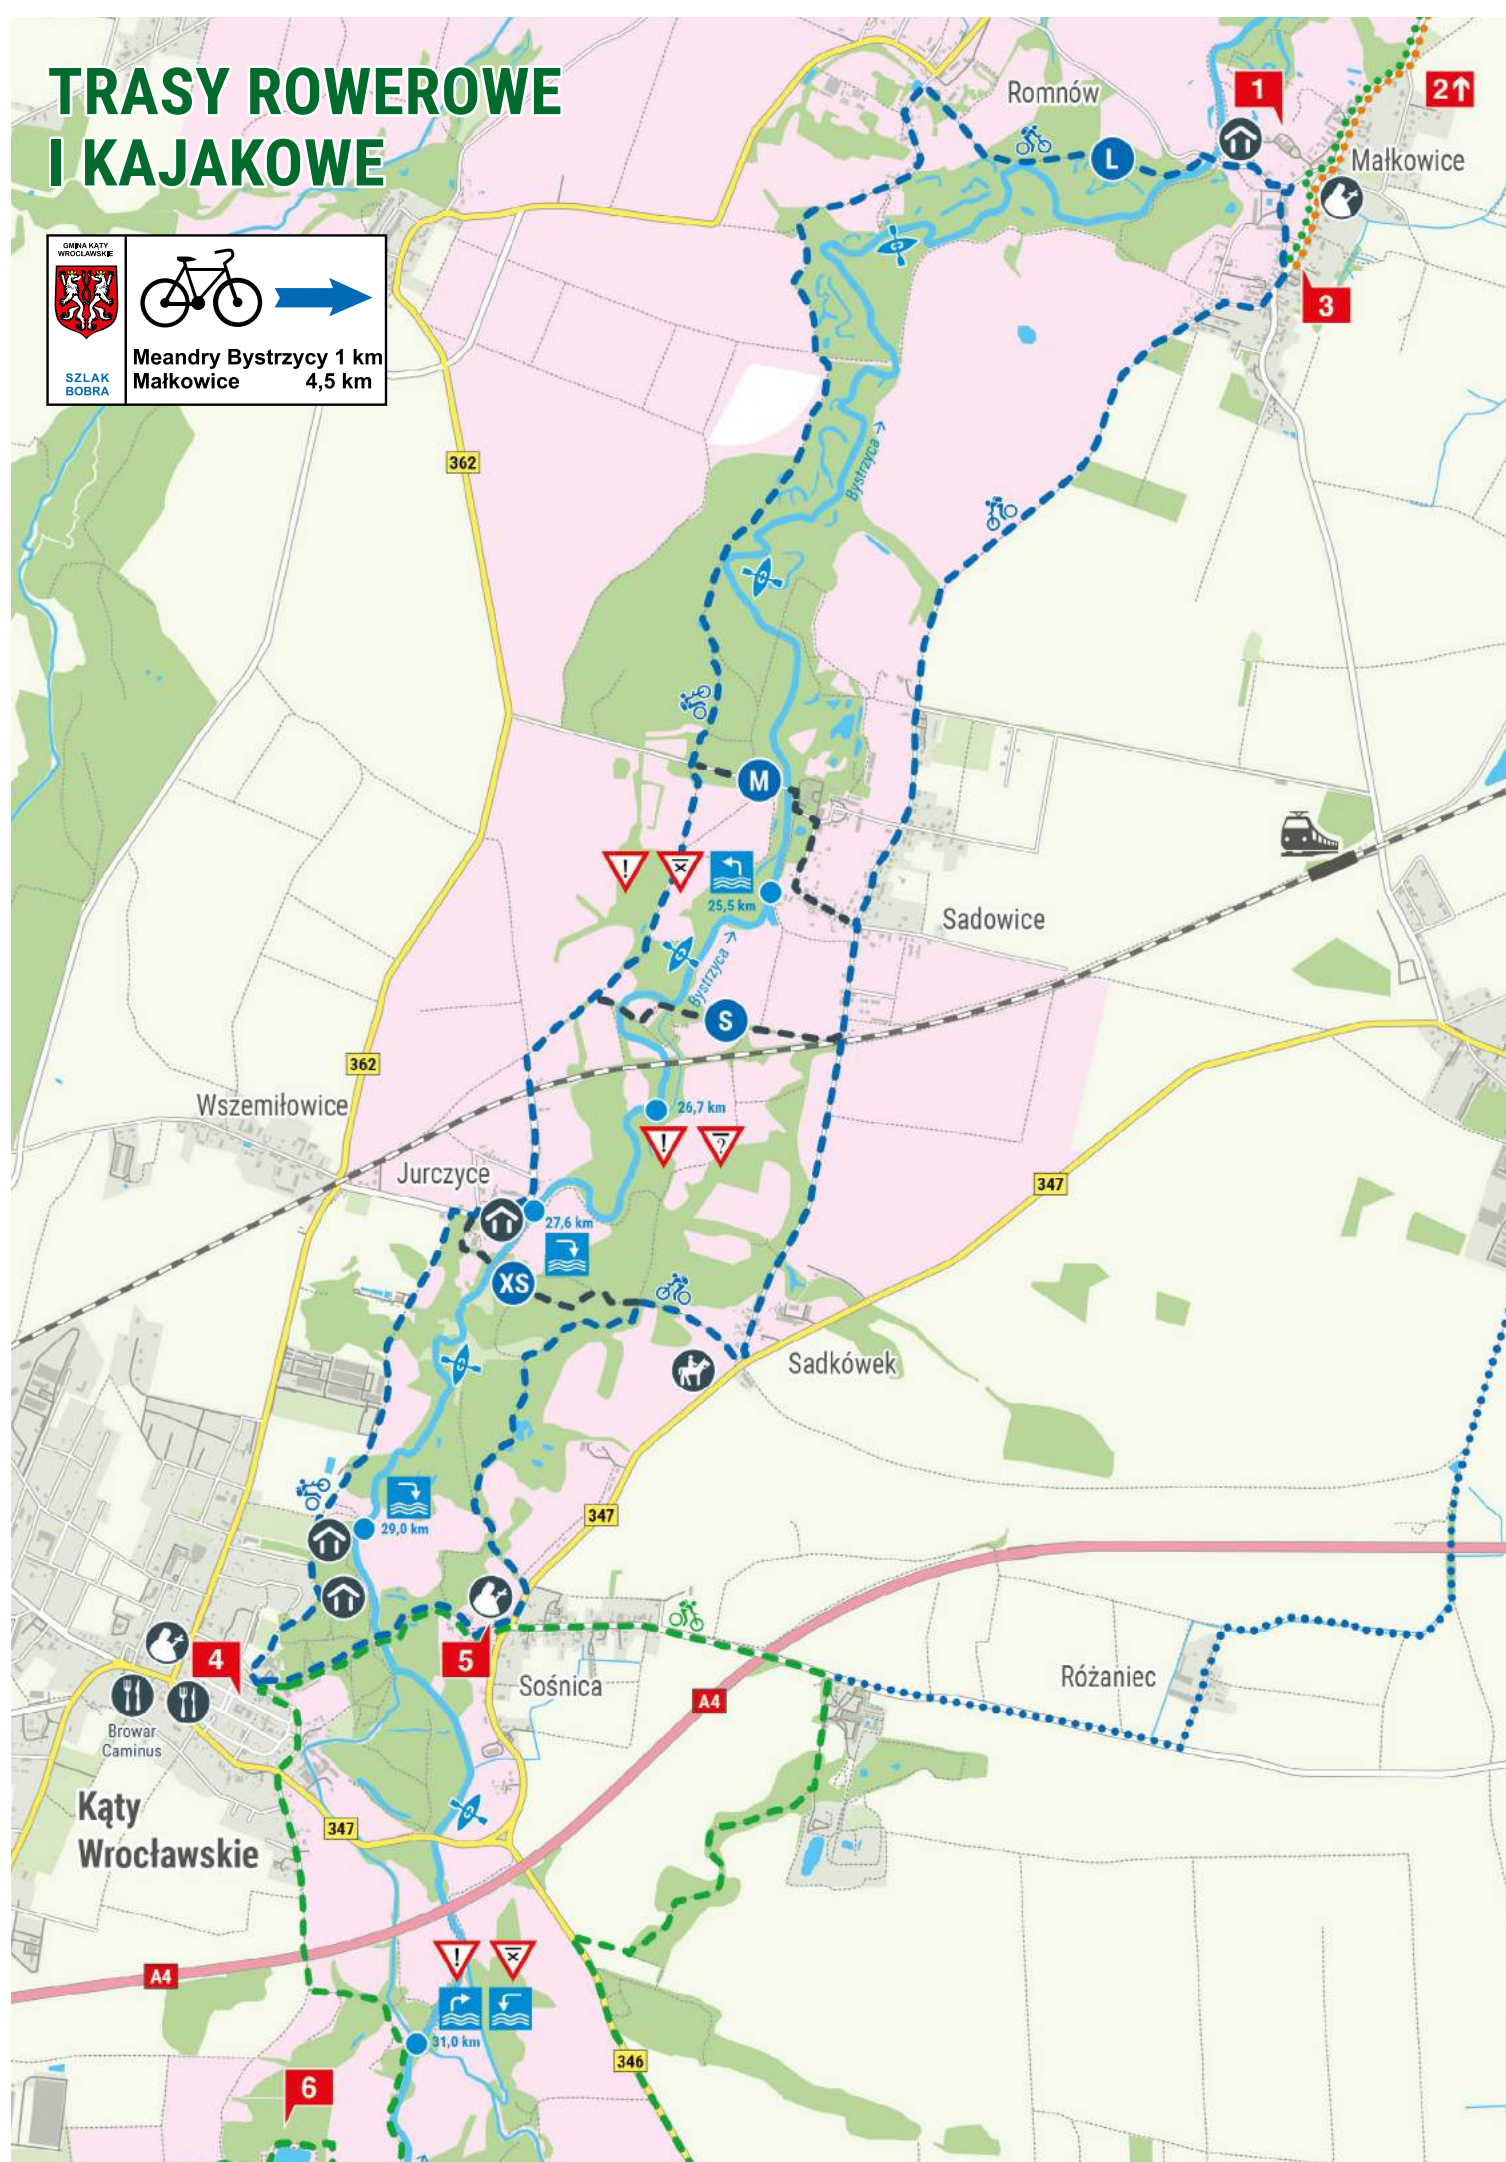 TRASY ROWEROWE
I KAJAKOWE
GMINA KĄTY
WROCŁAWSKIE
SZLAK
BOBRA
Meandry Bystrzycy 1 km
Małkowice 4,5 km
Romnów
1
2↑
L
Małkowice
3
362
Bystrzyca →
M
!
25,5 km
Sadowice
Bystrzyca →
S
362
Wszemiłowice
26,7 km
!
?
Jurczyce
347
27,6 km
XS
Sadkówek
347
29,0 km
4
5
Sośnica
Różaniec
A4
Browar
Caminus
Kąty
Wrocławskie
347
A4
!
31,0 km
346
6